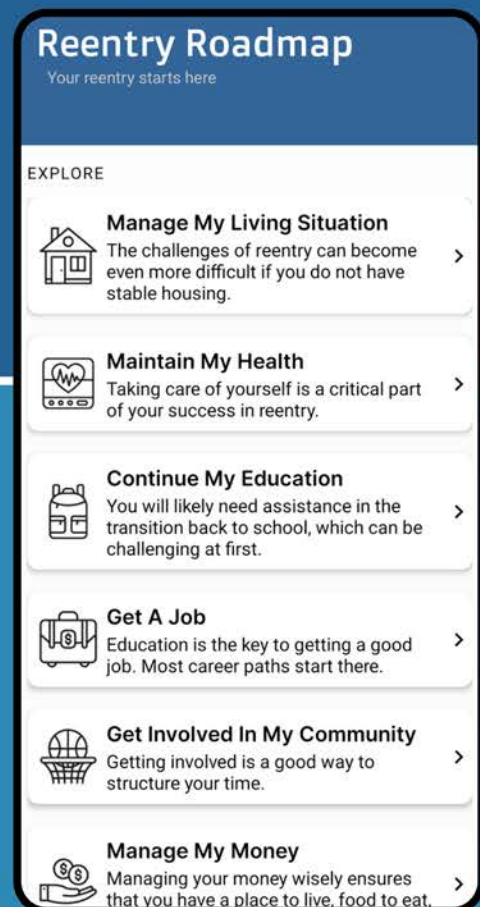 Reentry Roadmap
Your reentry starts here
EXPLORE
Manage My Living Situation
The challenges of reentry can become
even more difficult if you do not have
stable housing.
Maintain My Health
Taking care of yourself is a critical part
of your success in reentry.
Continue My Education
You will likely need assistance in the
transition back to school, which can be
challenging at first.
Get A Job
Education is the key to getting a good
job. Most career paths start there.
Get Involved In My Community
Getting involved is a good way to
structure your time.
Manage My Money
Managing your money wisely ensures
that you have a place to live, food to eat,